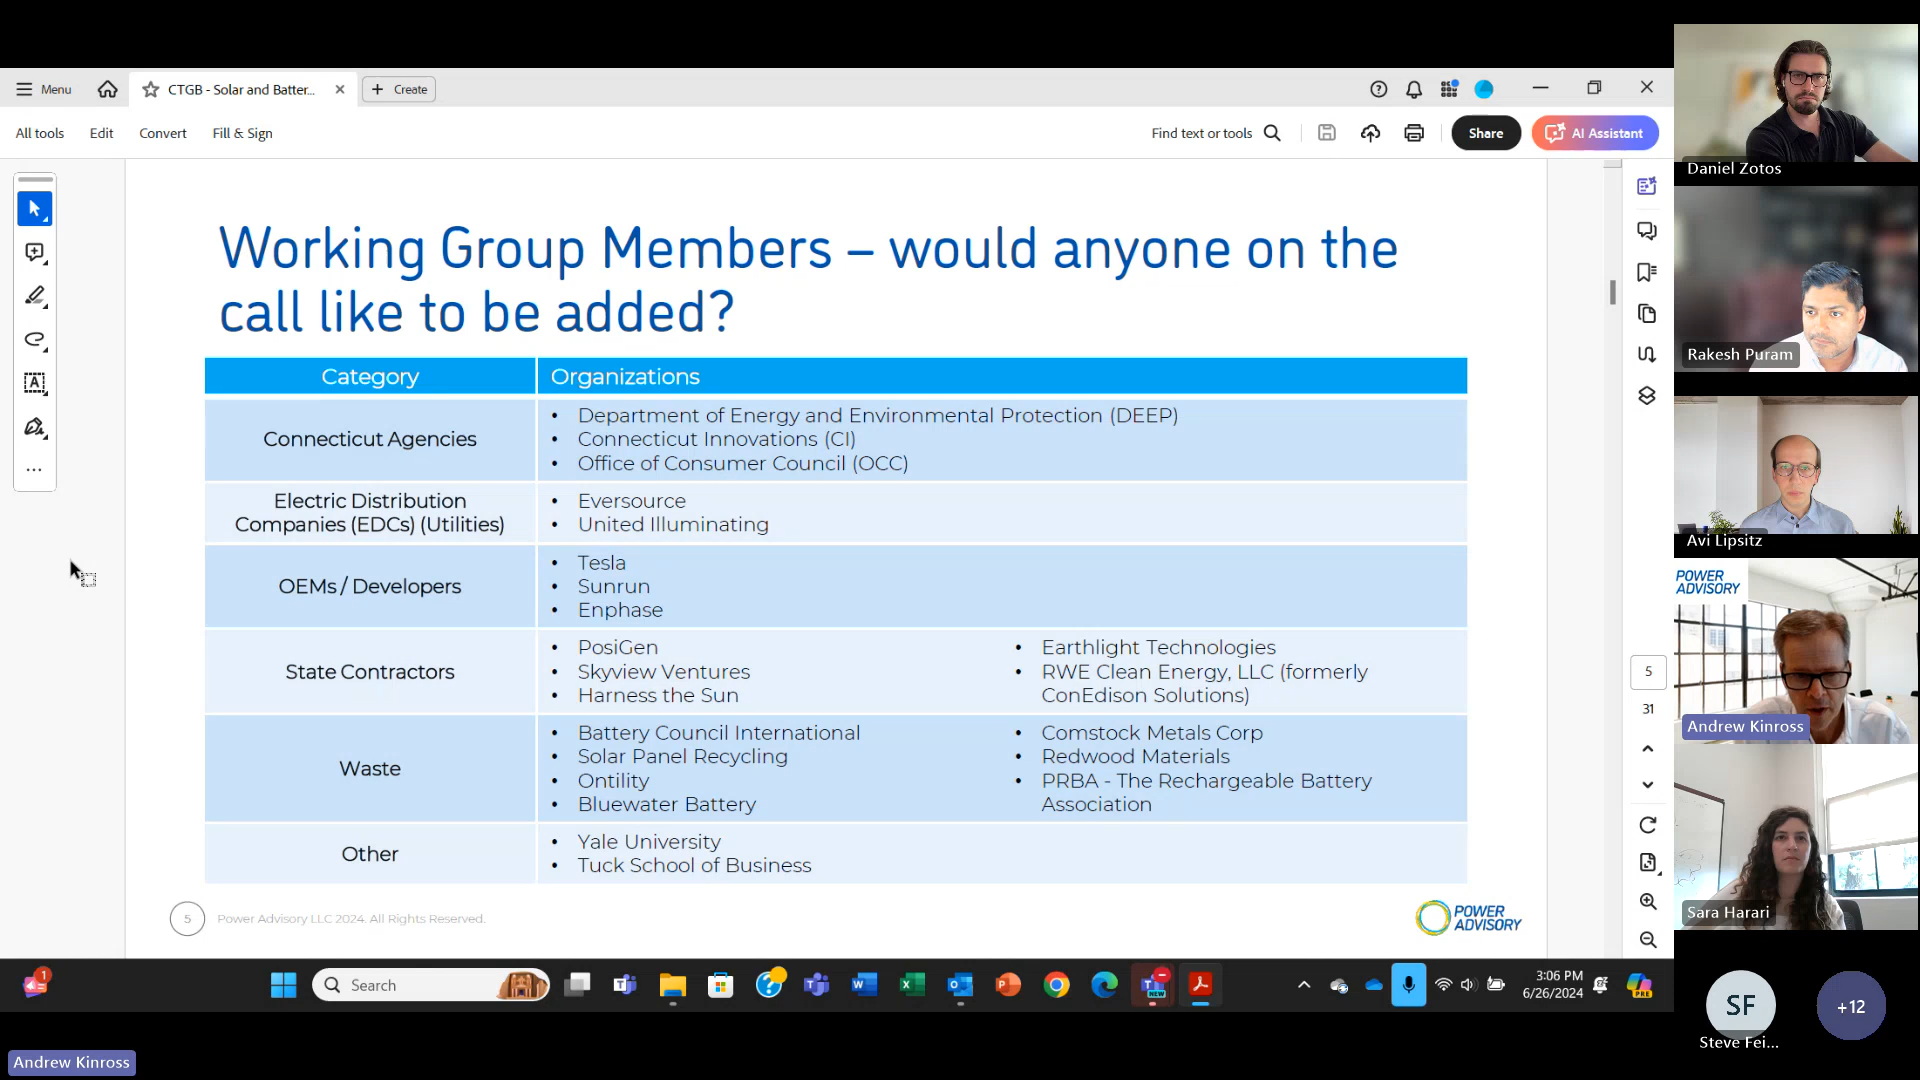 Menu
CTGB - Solar and Batter...
Create
All tools
Edit
Convert
Fill & Sign
Find text or tools
Share
AI Assistant
Working Group Members – would anyone on the
call like to be added?
Category
Organizations
Connecticut Agencies
• Department of Energy and Environmental Protection (DEEP)
• Connecticut Innovations (CI)
• Office of Consumer Council (OCC)
Electric Distribution
Companies (EDCs) (Utilities)
• Eversource
• United Illuminating
OEMs / Developers
• Tesla
• Sunrun
• Enphase
State Contractors
• PosiGen
• Skyview Ventures
• Harness the Sun
• Earthlight Technologies
• RWE Clean Energy, LLC (formerly
ConEdison Solutions)
Waste
• Battery Council International
• Solar Panel Recycling
• Ontility
• Bluewater Battery
• Comstock Metals Corp
• Redwood Materials
• PRBA - The Rechargeable Battery
Association
Other
• Yale University
• Tuck School of Business
5
Power Advisory LLC 2024. All Rights Reserved.
POWER
ADVISORY
5
31
Daniel Zotos
Rakesh Puram
Avi Lipsitz
POWER
ADVISORY
Andrew Kinross
Sara Harari
SF
Steve Fei...
+12
1
Search
NEW
3:06 PM
6/26/2024
PRE
Andrew Kinross